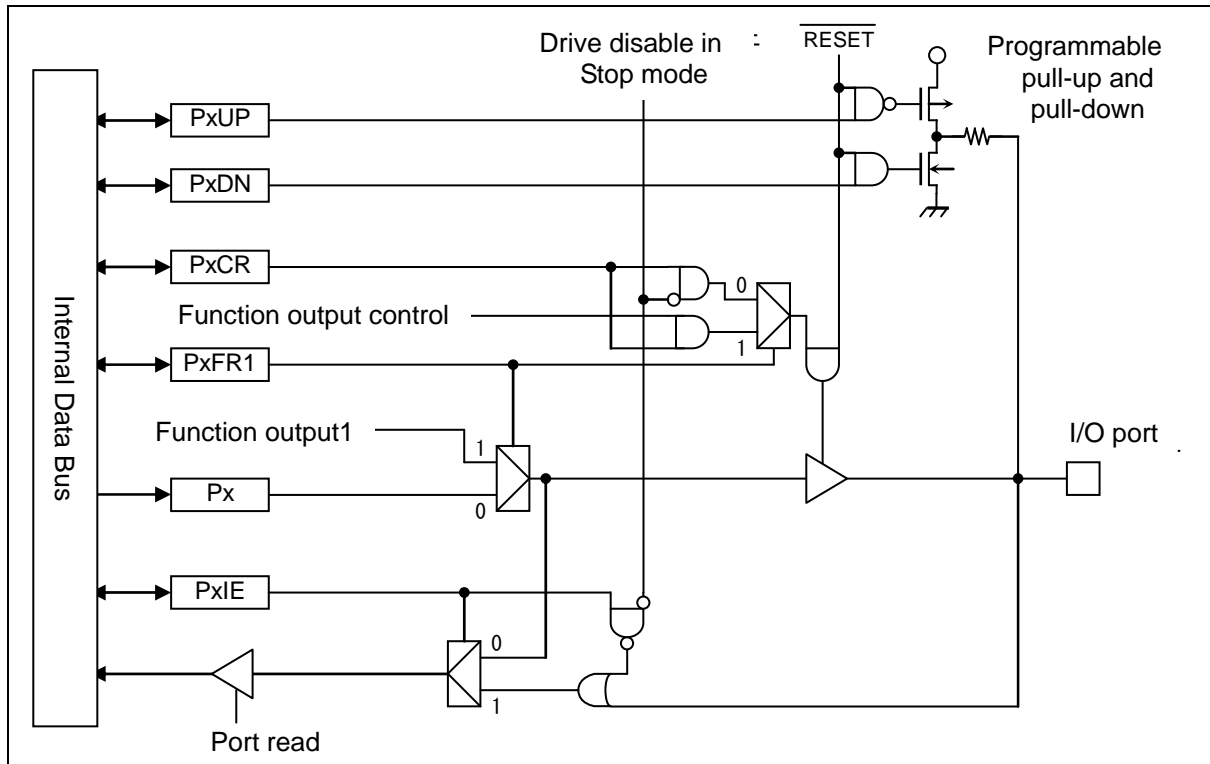 Drive disable in
Stop mode
RESET
Programmable
pull-up and
pull-down
PxUP
PxDN
PxCR
0
Function output control
1
PxFR1
Function output1
1
I/O port
Internal Data Bus
Px
0
PxIE
0
1
Port read